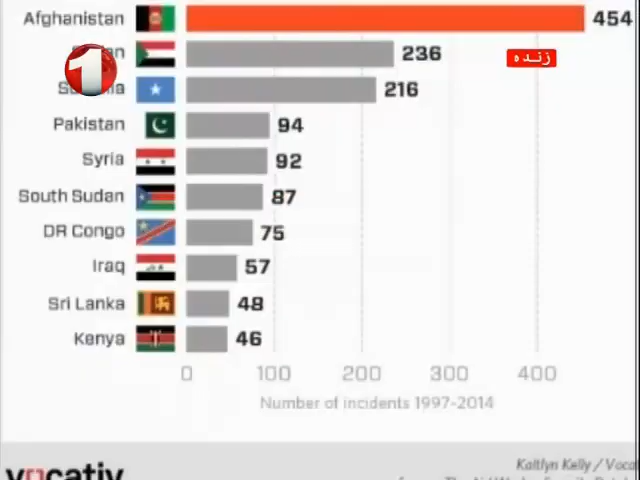 Afghanistan 454
236
زنده
216
Pakistan 94
Syria 92
South Sudan 87
DR Congo 75
Iraq 57
Sri Lanka 48
Kenya 46
0 100 200 300 400
Number of incidents 1997-2014
Kaitlyn Kelly / Voca
vocativ